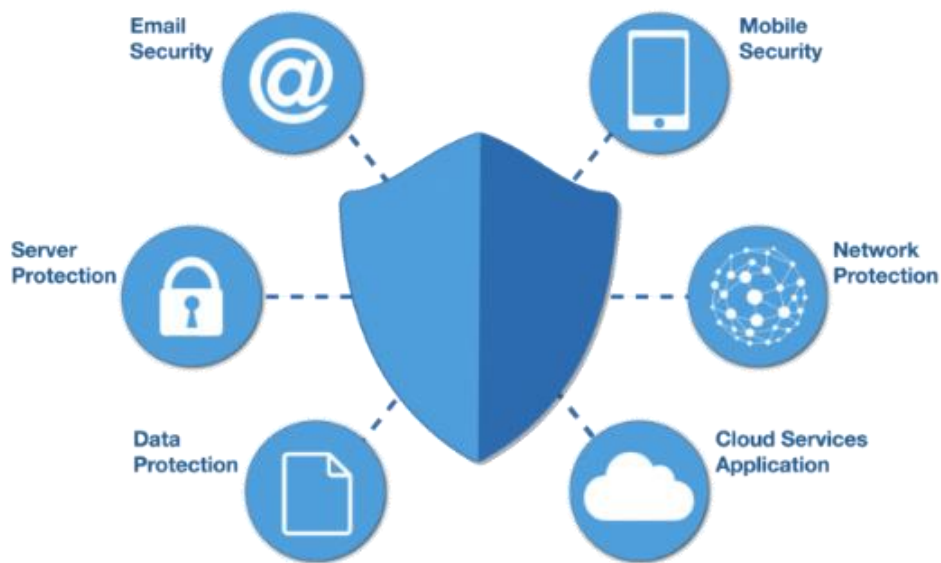 Email
Security
Mobile
Security
Server
Protection
Network
Protection
Data
Protection
Cloud Services
Application